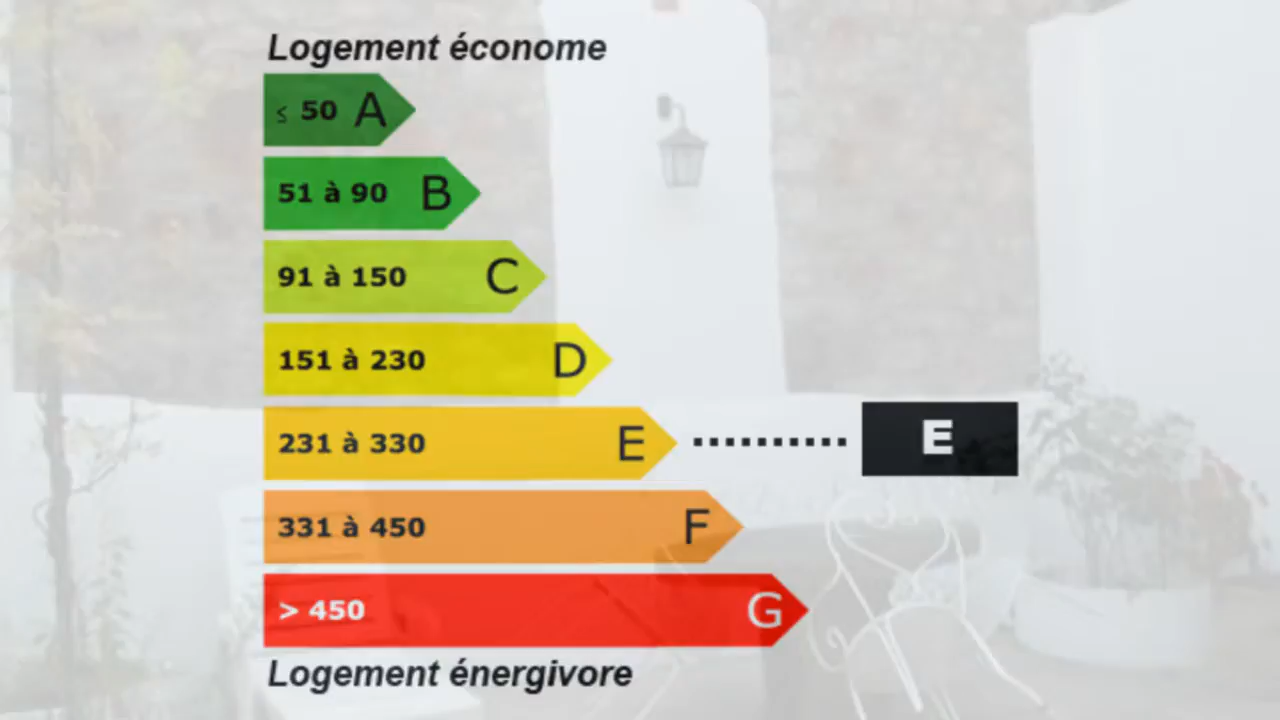 Logement économe
≤ 50 A
51 à 90 B
91 à 150 C
151 à 230 D
231 à 330 E E
331 à 450 F
> 450 G
Logement énergivore